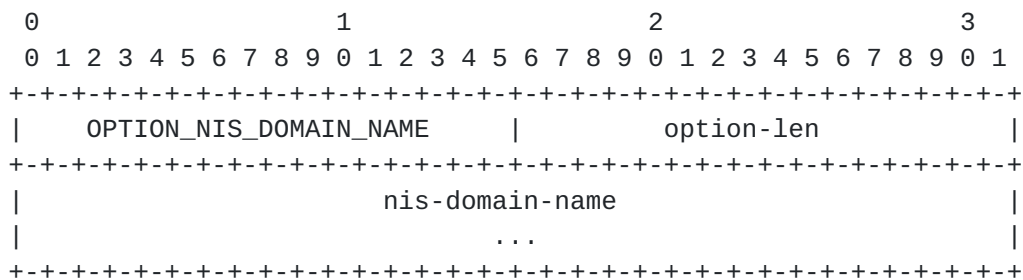 0                   1                   2                   3
 0 1 2 3 4 5 6 7 8 9 0 1 2 3 4 5 6 7 8 9 0 1 2 3 4 5 6 7 8 9 0 1
+-+-+-+-+-+-+-+-+-+-+-+-+-+-+-+-+-+-+-+-+-+-+-+-+-+-+-+-+-+-+-+-+
|    OPTION_NIS_DOMAIN_NAME     |         option-len            |
+-+-+-+-+-+-+-+-+-+-+-+-+-+-+-+-+-+-+-+-+-+-+-+-+-+-+-+-+-+-+-+-+
|                       nis-domain-name                         |
|                              ...                              |
+-+-+-+-+-+-+-+-+-+-+-+-+-+-+-+-+-+-+-+-+-+-+-+-+-+-+-+-+-+-+-+-+